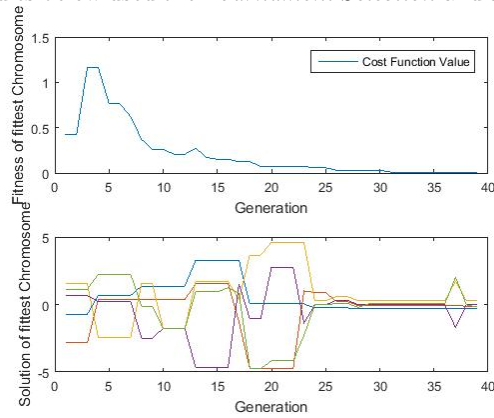 Fitness of fittest Chromosome
1.5
1
0.5
0
Cost Function Value
0 5 10 15 20 25 30 35 40
Generation
Solution of fittest Chromosome
5
0
-5
0 5 10 15 20 25 30 35 40
Generation